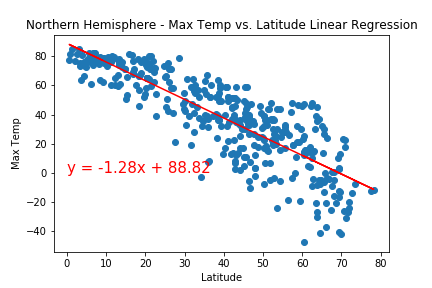 Northern Hemisphere - Max Temp vs. Latitude Linear Regression
80
60
40
20
0
−20
−40
Max Temp
y = -1.28x + 88.82
0 10 20 30 40 50 60 70 80
Latitude